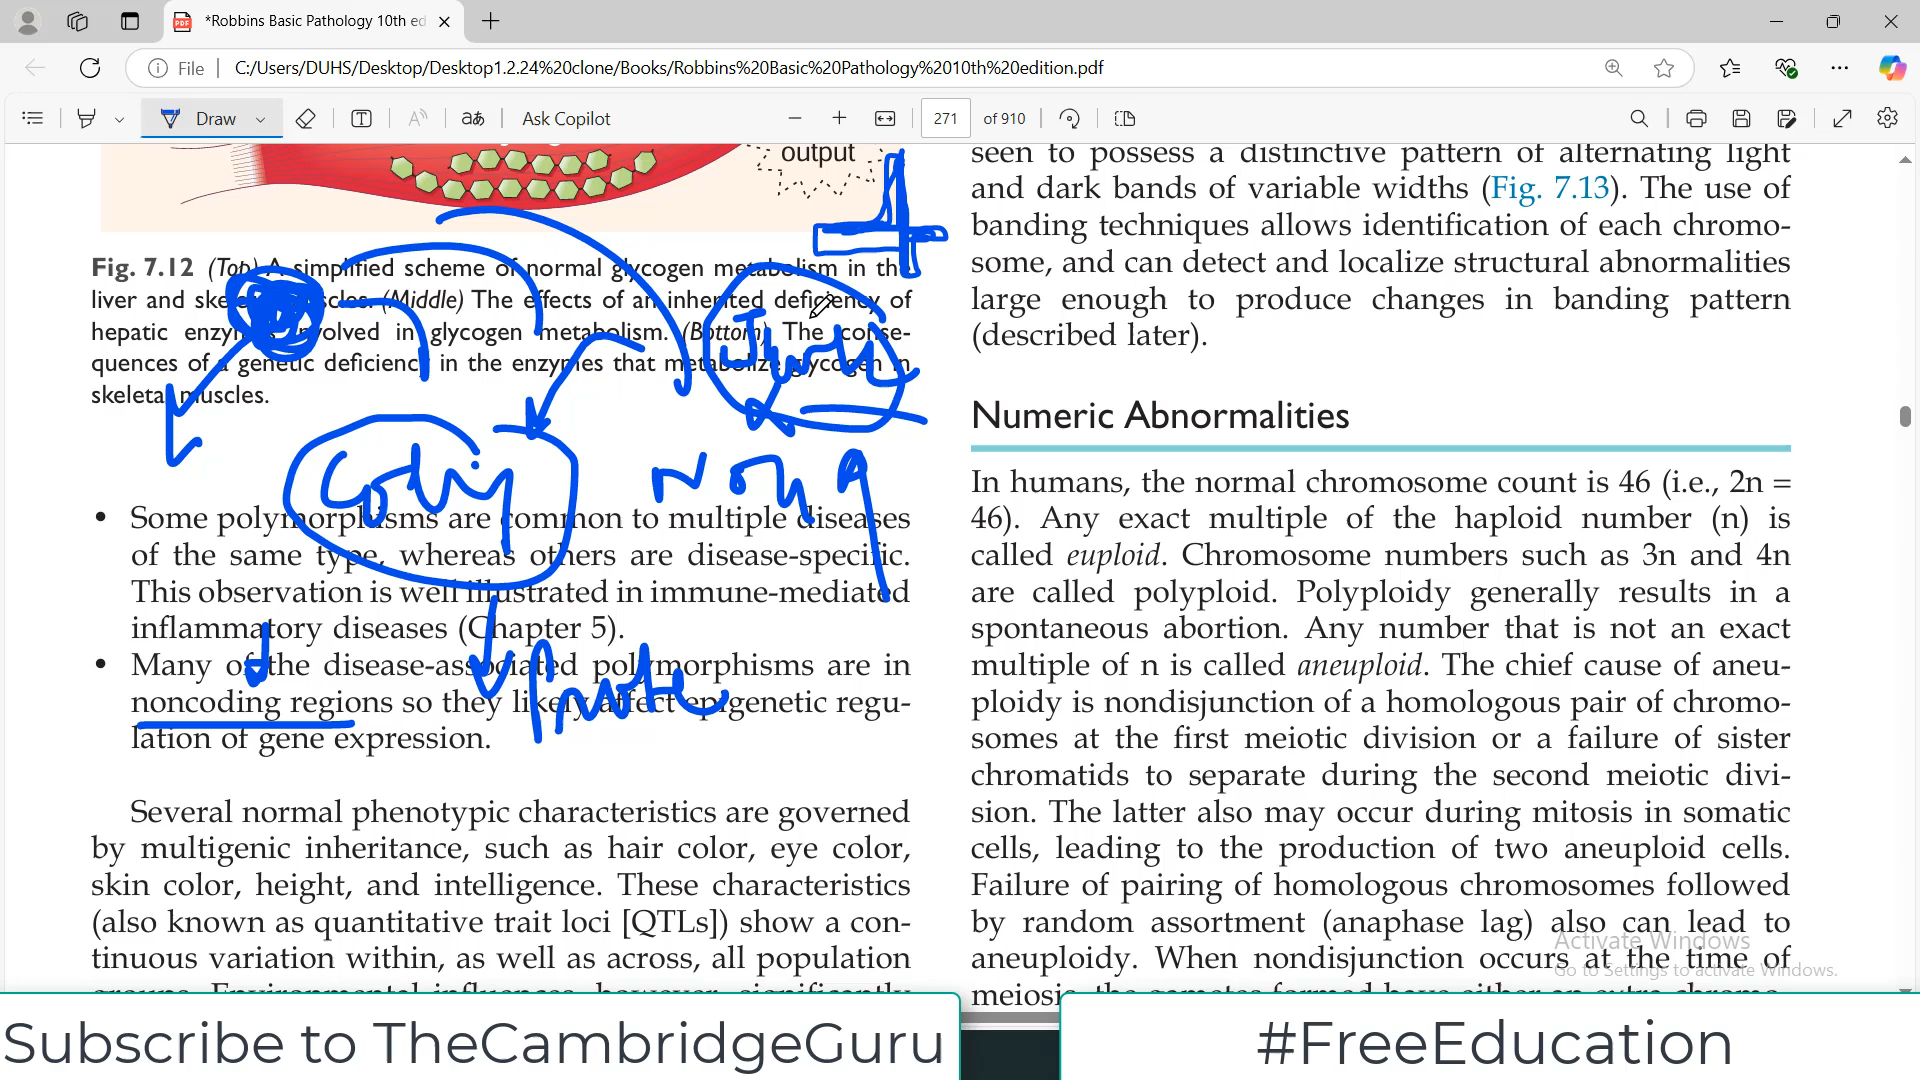 *Robbins Basic Pathology 10th ed
File
C:/Users/DUHS/Desktop/Desktop1.2.24%20clone/Books/Robbins%20Basic%20Pathology%2010th%20edition.pdf
Draw
Ask Copilot
271 of 910
output
Fig. 7.12 (Top) A simplified scheme of normal glycogen metabolism in the
liver and skeletal muscles. (Middle) The effects of an inherited deficiency of
hepatic enzymes involved in glycogen metabolism. (Bottom) The conse-
quences of a genetic deficiency in the enzymes that metabolize glycogen in
skeletal muscles.
Coding
Junk
Non
• Some polymorphisms are common to multiple diseases
of the same type, whereas others are disease-specific.
This observation is well illustrated in immune-mediated
inflammatory diseases (Chapter 5).
• Many of the disease-associated polymorphisms are in
noncoding regions so they likely affect epigenetic regu-
lation of gene expression.
Several normal phenotypic characteristics are governed
by multigenic inheritance, such as hair color, eye color,
skin color, height, and intelligence. These characteristics
(also known as quantitative trait loci [QTLs]) show a con-
tinuous variation within, as well as across, all population
groups. Environmental influences, however, significantly
seen to possess a distinctive pattern of alternating light
and dark bands of variable widths (Fig. 7.13). The use of
banding techniques allows identification of each chromo-
some, and can detect and localize structural abnormalities
large enough to produce changes in banding pattern
(described later).
Numeric Abnormalities
In humans, the normal chromosome count is 46 (i.e., 2n =
46). Any exact multiple of the haploid number (n) is
called euploid. Chromosome numbers such as 3n and 4n
are called polyploid. Polyploidy generally results in a
spontaneous abortion. Any number that is not an exact
multiple of n is called aneuploid. The chief cause of aneu-
ploidy is nondisjunction of a homologous pair of chromo-
somes at the first meiotic division or a failure of sister
chromatids to separate during the second meiotic divi-
sion. The latter also may occur during mitosis in somatic
cells, leading to the production of two aneuploid cells.
Failure of pairing of homologous chromosomes followed
by random assortment (anaphase lag) also can lead to
aneuploidy. When nondisjunction occurs at the time of
meiosis, the gametes formed have either an extra chromo-
Activate Windows
Go to Settings to activate Windows.
Subscribe to TheCambridgeGuru
#FreeEducation